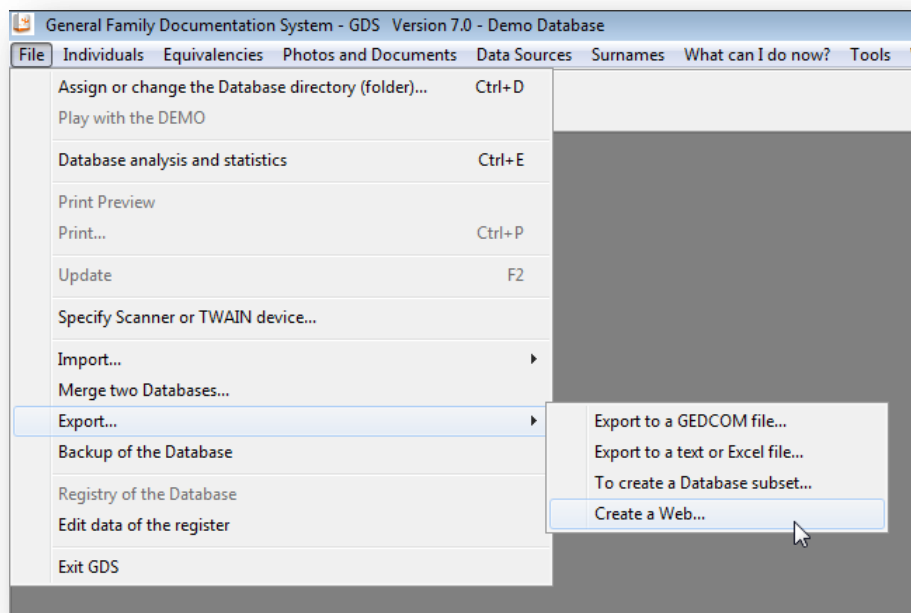 General Family Documentation System - GDS Version 7.0 - Demo Database
File Individuals Equivalencies Photos and Documents Data Sources Surnames What can I do now? Tools
Assign or change the Database directory (folder)... Ctrl+D
Play with the DEMO
Database analysis and statistics Ctrl+E
Print Preview
Print... Ctrl+P
Update F2
Specify Scanner or TWAIN device...
Import...
Merge two Databases...
Export...
Backup of the Database
Registry of the Database
Edit data of the register
Exit GDS
Export to a GEDCOM file...
Export to a text or Excel file...
To create a Database subset...
Create a Web...